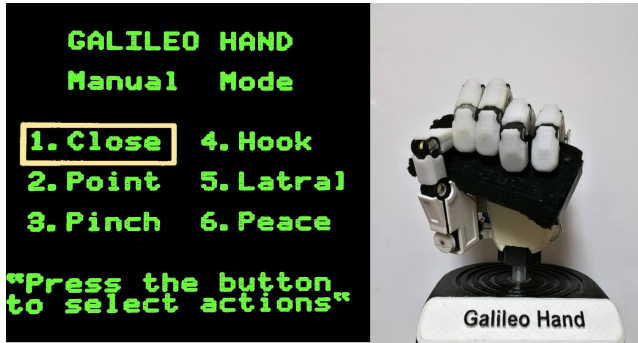 GALILEO HAND
Manual Mode
1. Close 4. Hook
2. Point 5. Latral
3. Pinch 6. Peace
"Press the button
to select actions"
Galileo Hand